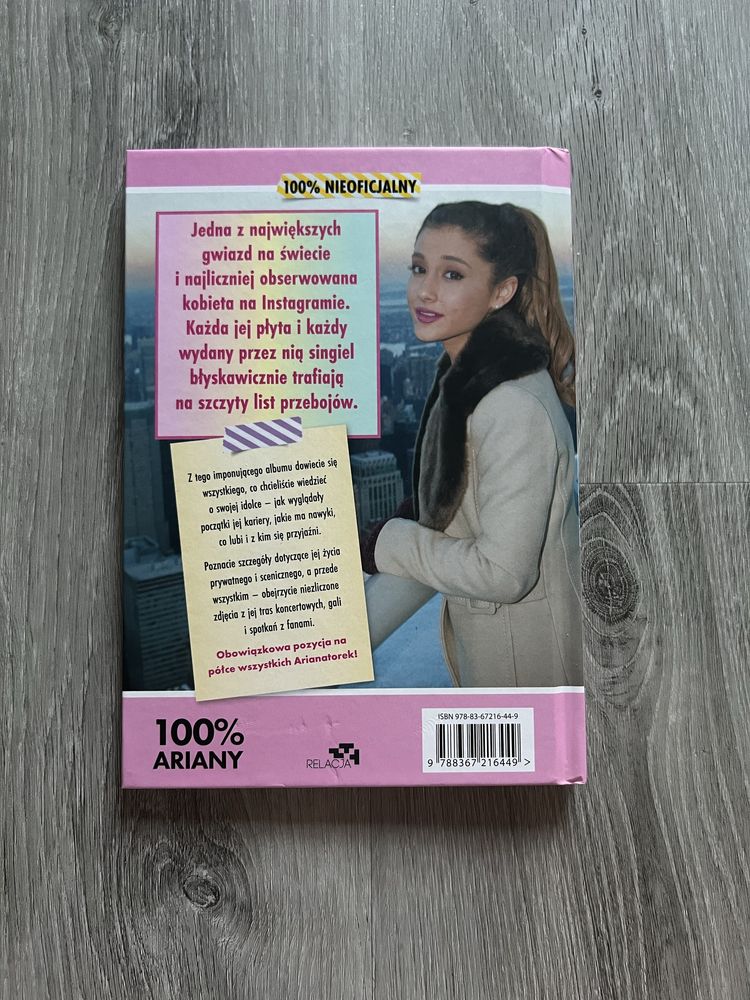 100% NIEOFICJALNY
Jedna z największych
gwiazd na świecie
i najliczniej obserwowana
kobieta na Instagramie.
Każda jej płyta i każdy
wydany przez nią singiel
błyskawicznie trafiają
na szczyty list przebojów.
Z tego imponującego albumu dowiecie się
wszystkiego, co chcieliście wiedzieć
o swojej idolce – jak wyglądały
początki jej kariery, jakie ma nawyki,
co lubi i z kim się przyjaźni.
Poznacie szczegóły dotyczące jej życia
prywatnego i scenicznego, a przede
wszystkim – obejrzycie niezliczone
zdjęcia z jej tras koncertowych, gali
i spotkań z fanami.
Obowiązkowa pozycja na
półce wszystkich Arianatorek!
100%
ARIANY
RELACJA
ISBN 978-83-67216-44-9
9 788367 216449 >